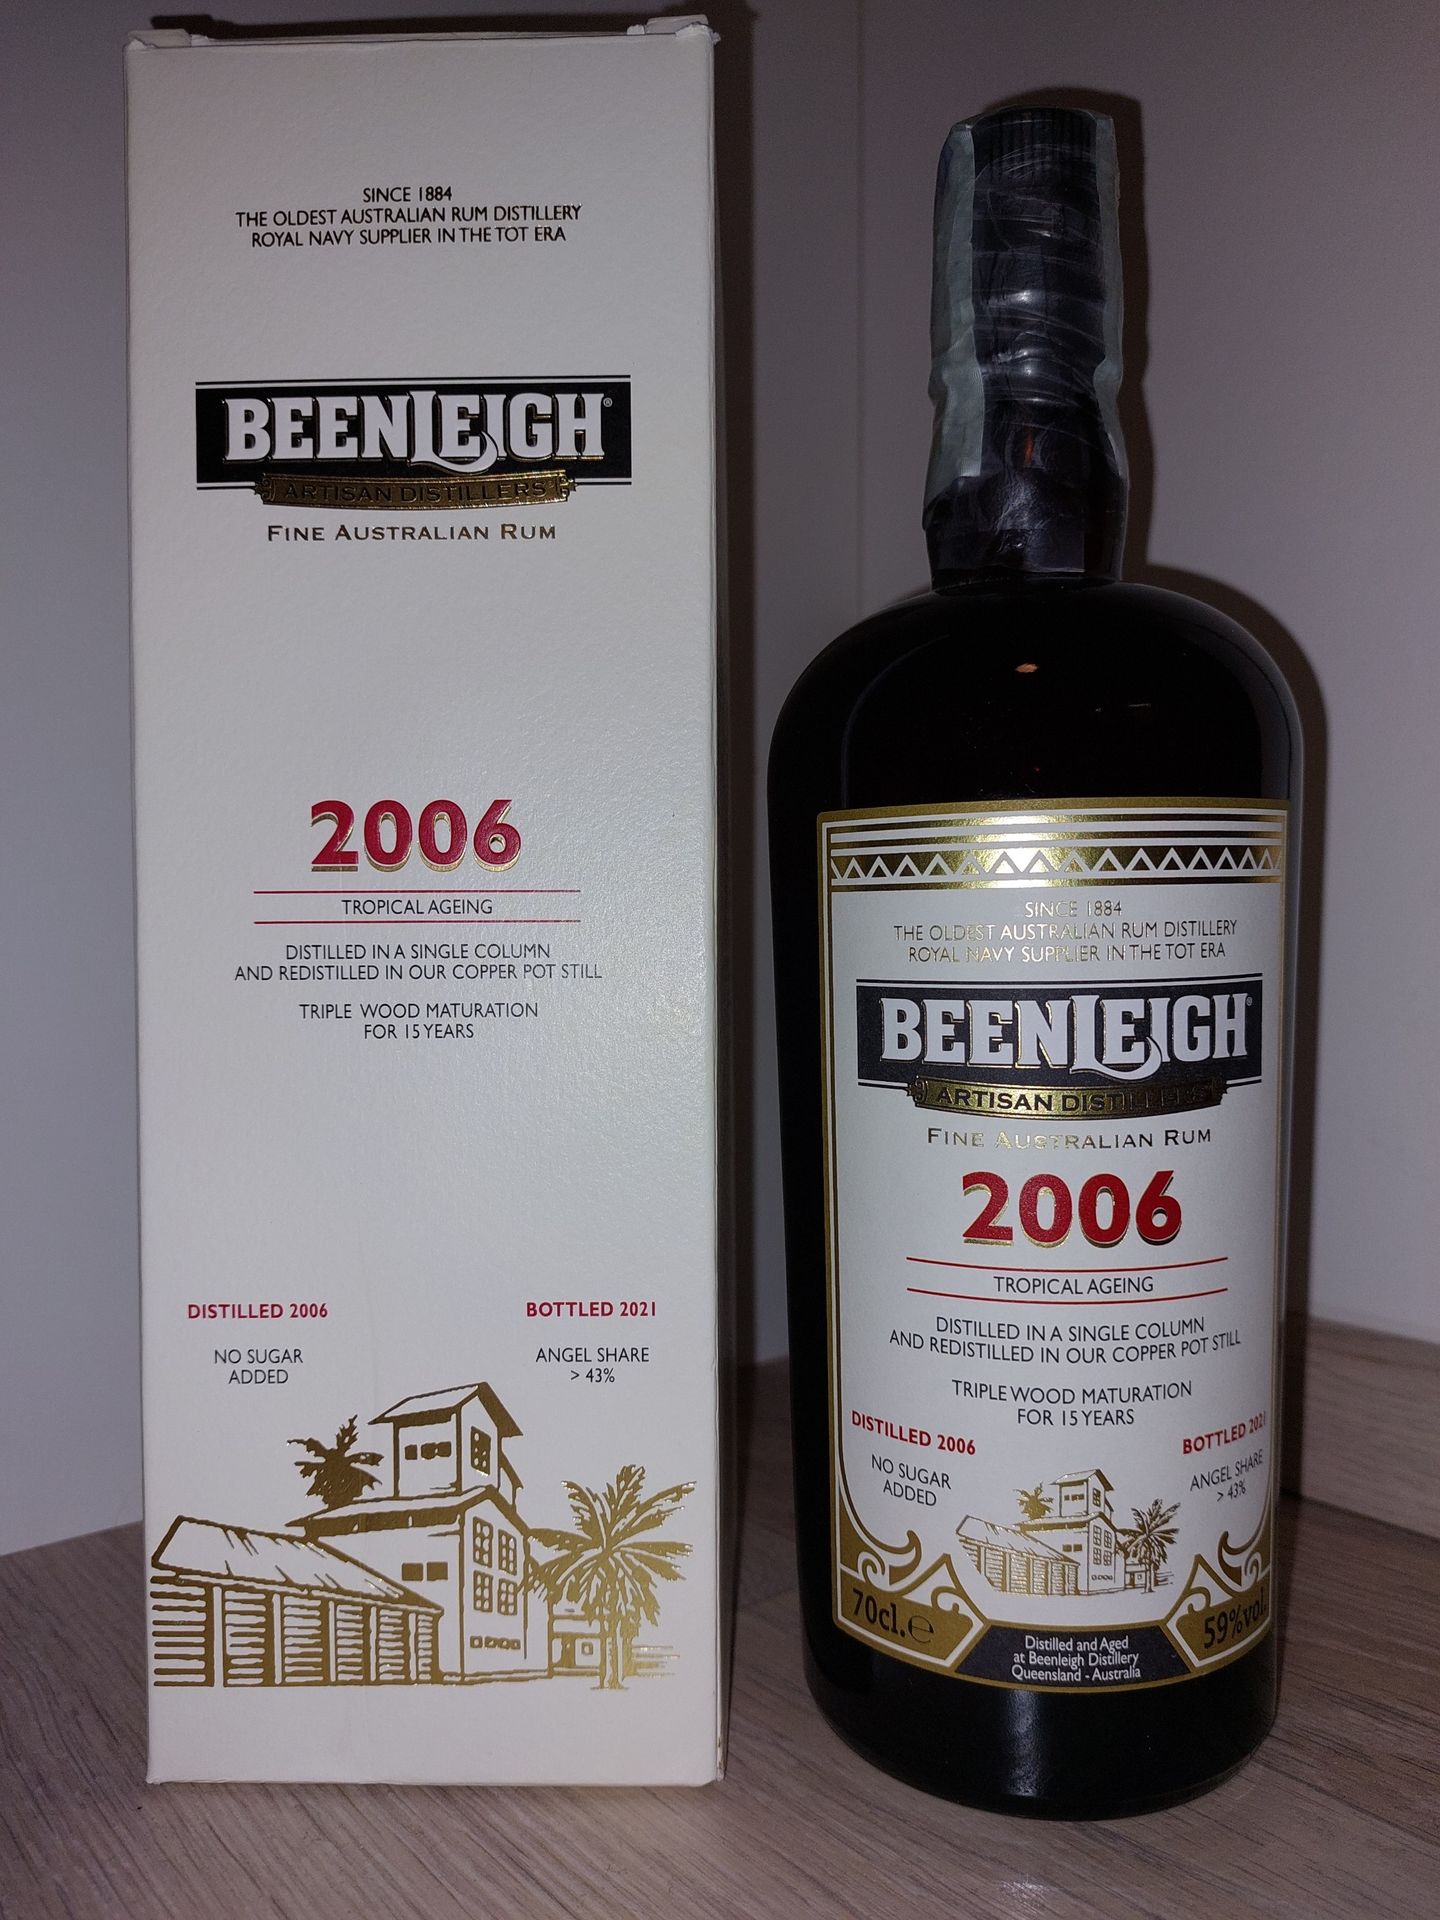 SINCE 1884
THE OLDEST AUSTRALIAN RUM DISTILLERY
ROYAL NAVY SUPPLIER IN THE TOT ERA
BEENLEIGH®
ARTISAN DISTILLERS
FINE AUSTRALIAN RUM
2006
TROPICAL AGEING
DISTILLED IN A SINGLE COLUMN
AND REDISTILLED IN OUR COPPER POT STILL
TRIPLE WOOD MATURATION
FOR 15 YEARS
DISTILLED 2006
NO SUGAR
ADDED
BOTTLED 2021
ANGEL SHARE
> 43%
SINCE 1884
THE OLDEST AUSTRALIAN RUM DISTILLERY
ROYAL NAVY SUPPLIER IN THE TOT ERA
BEENLEIGH®
ARTISAN DISTILLERS
FINE AUSTRALIAN RUM
2006
TROPICAL AGEING
DISTILLED IN A SINGLE COLUMN
AND REDISTILLED IN OUR COPPER POT STILL
TRIPLE WOOD MATURATION
FOR 15 YEARS
DISTILLED 2006
NO SUGAR
ADDED
BOTTLED 2021
ANGEL SHARE
> 43%
70cl.℮
Distilled and Aged
at Beenleigh Distillery
Queensland - Australia
59%vol.